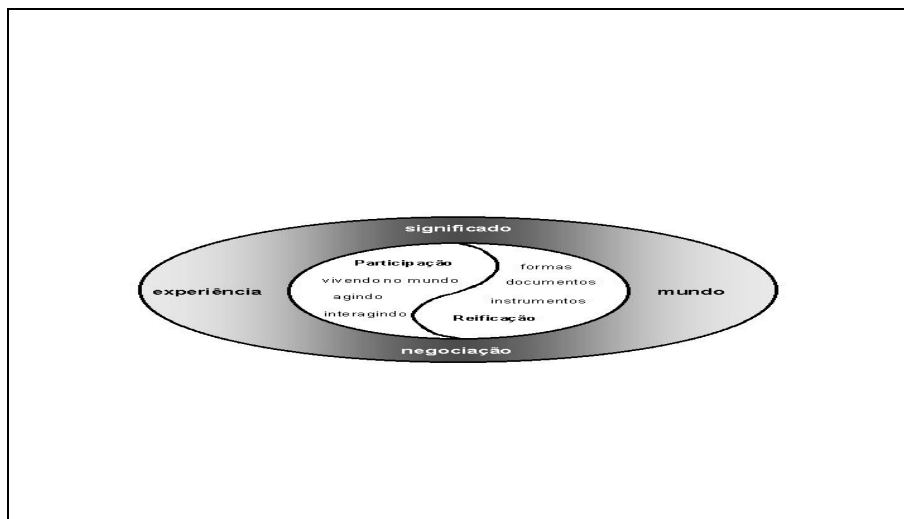 significado
Participação
vivendo no mundo
agindo
interagindo
formas
documentos
instrumentos
Reificação
experiência
mundo
negociação